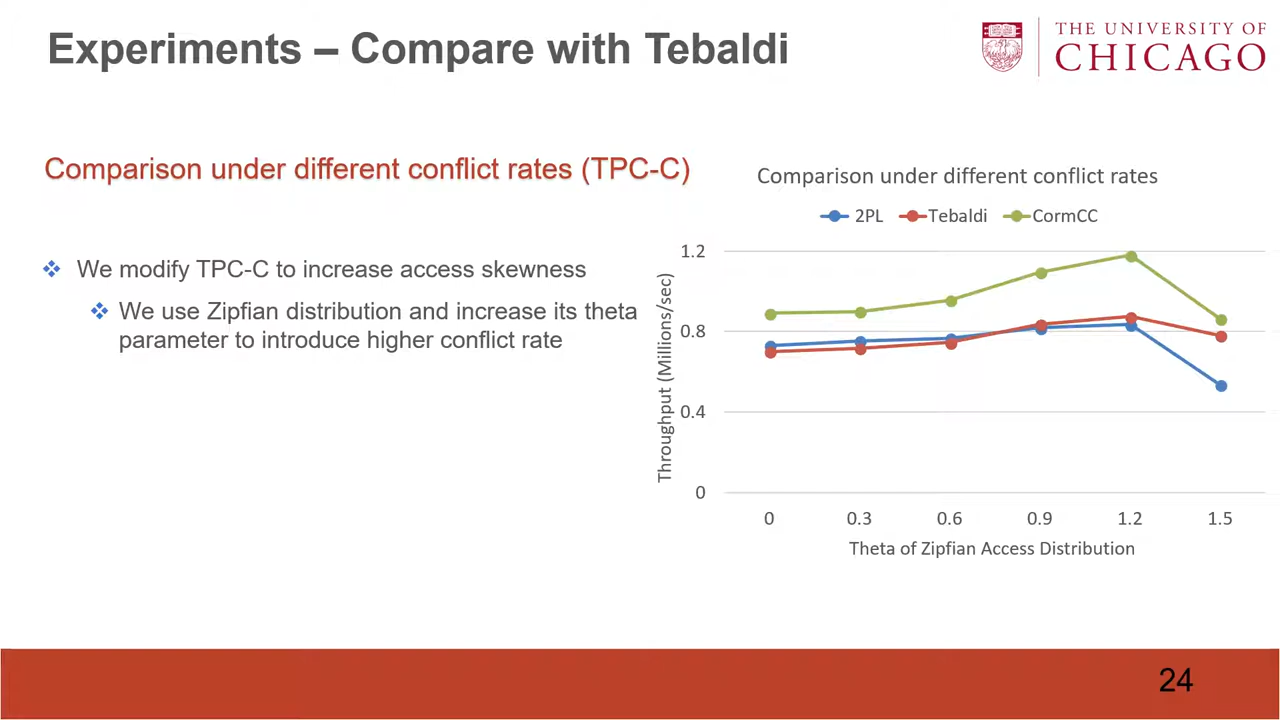 Experiments – Compare with Tebaldi
THE UNIVERSITY OF
CHICAGO
Comparison under different conflict rates (TPC-C)
❖ We modify TPC-C to increase access skewness
❖ We use Zipfian distribution and increase its theta
parameter to introduce higher conflict rate
Comparison under different conflict rates
2PL Tebaldi CormCC
Throughput (Millions/sec)
1.2
0.8
0.4
0
0 0.3 0.6 0.9 1.2 1.5
Theta of Zipfian Access Distribution
24